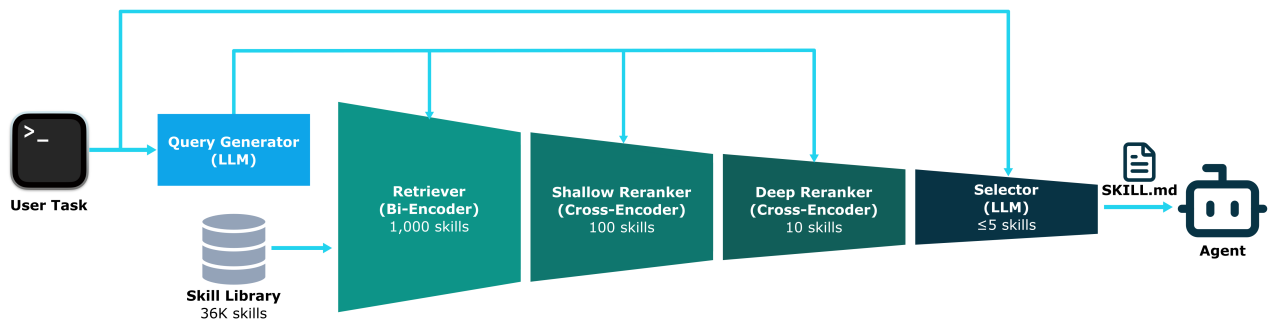 >_
User Task
Query Generator
(LLM)
Skill Library
36K skills
Retriever
(Bi-Encoder)
1,000 skills
Shallow Reranker
(Cross-Encoder)
100 skills
Deep Reranker
(Cross-Encoder)
10 skills
Selector
(LLM)
≤5 skills
SKILL.md
Agent